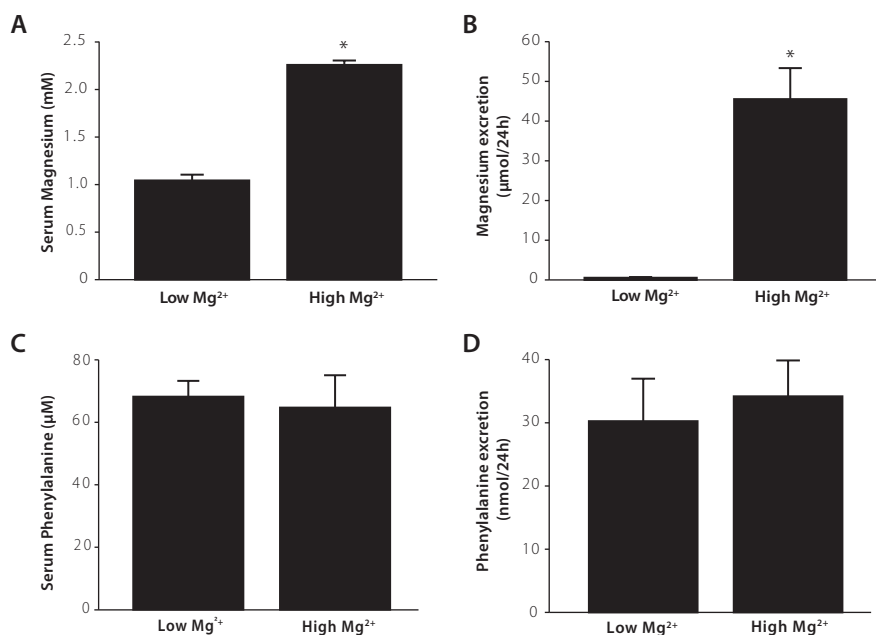 A
Serum Magnesium (mM)
2.5
2.0
1.5
1.0
0.5
0
*
Low Mg²⁺
High Mg²⁺
B
Magnesium excretion
(µmol/24h)
60
50
40
30
20
10
0
*
Low Mg²⁺
High Mg²⁺
C
Serum Phenylalanine (µM)
80
60
40
20
0
Low Mg²⁺
High Mg²⁺
D
Phenylalanine excretion
(nmol/24h)
40
30
20
10
0
Low Mg²⁺
High Mg²⁺